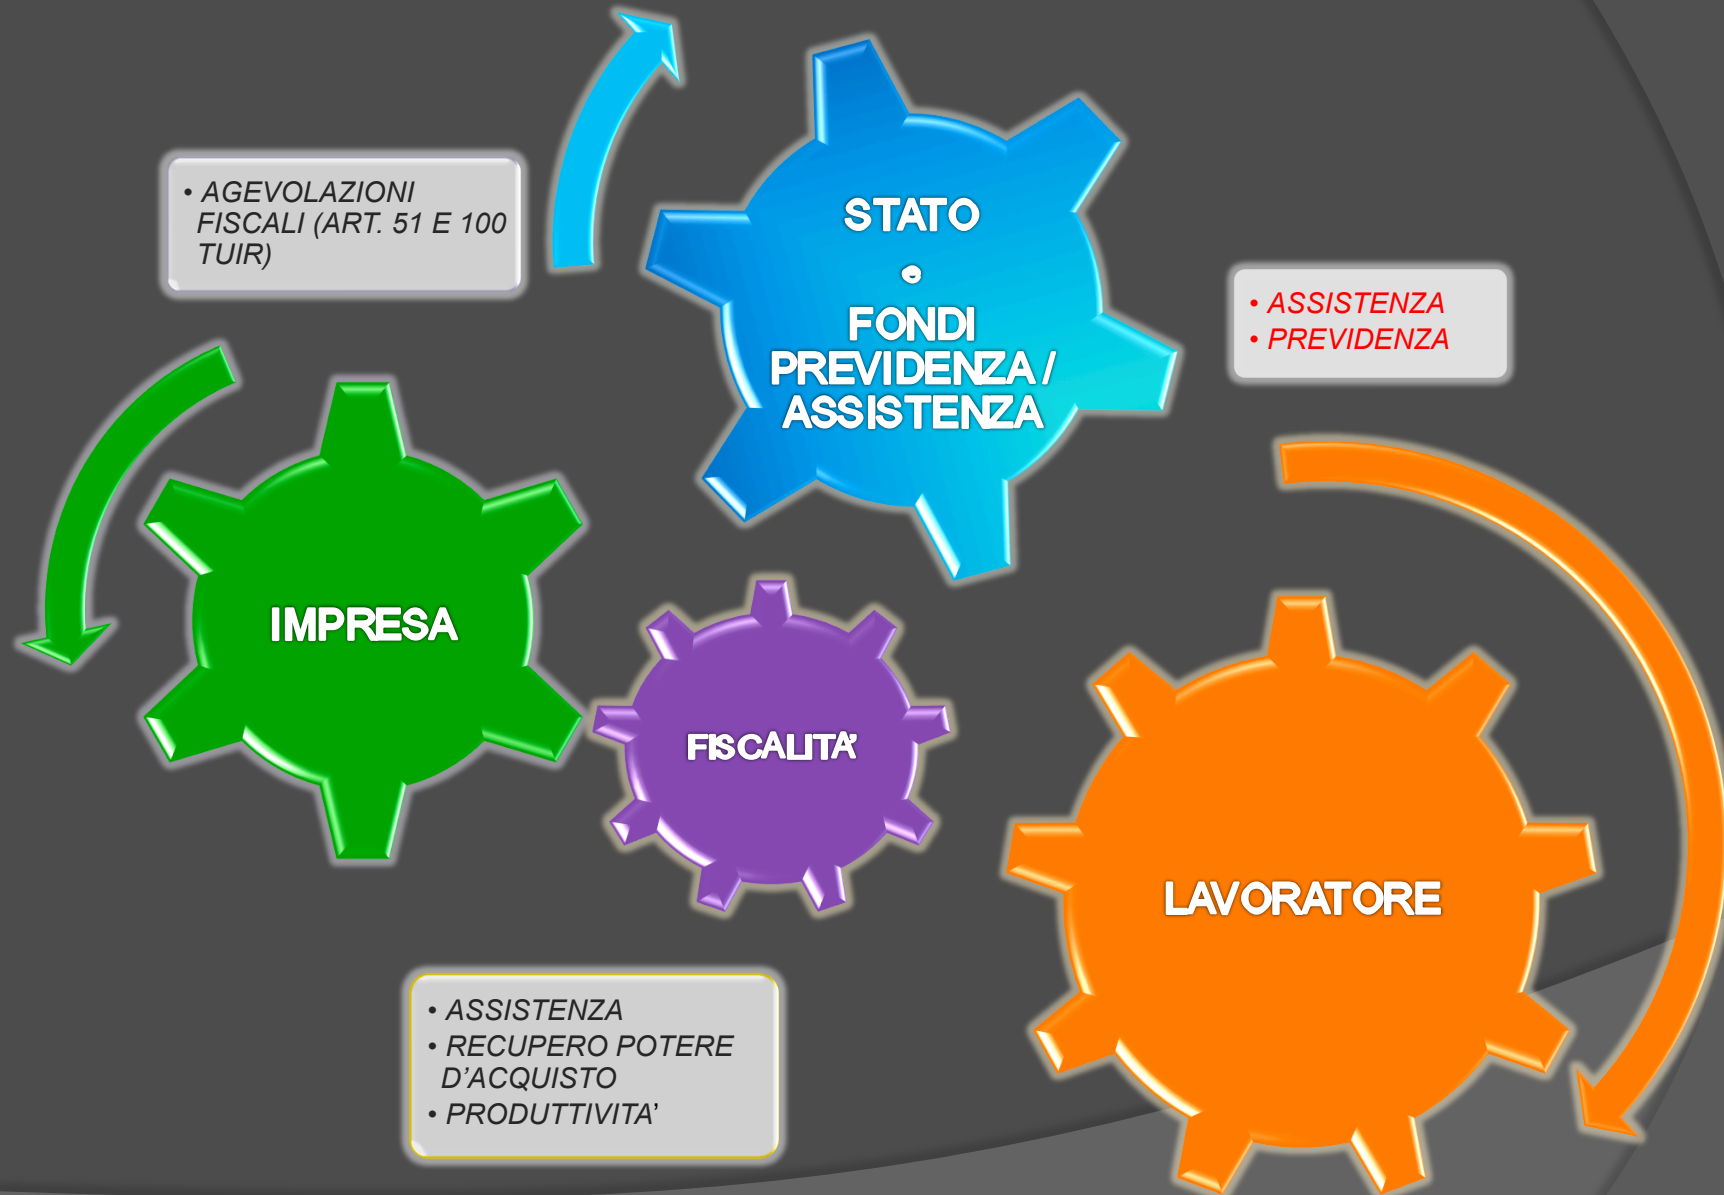 • AGEVOLAZIONI
FISCALI (ART. 51 E 100
TUIR)
STATO
e
FONDI
PREVIDENZA /
ASSISTENZA
• ASSISTENZA
• PREVIDENZA
IMPRESA
FISCALITA'
LAVORATORE
• ASSISTENZA
• RECUPERO POTERE
D’ACQUISTO
• PRODUTTIVITA’